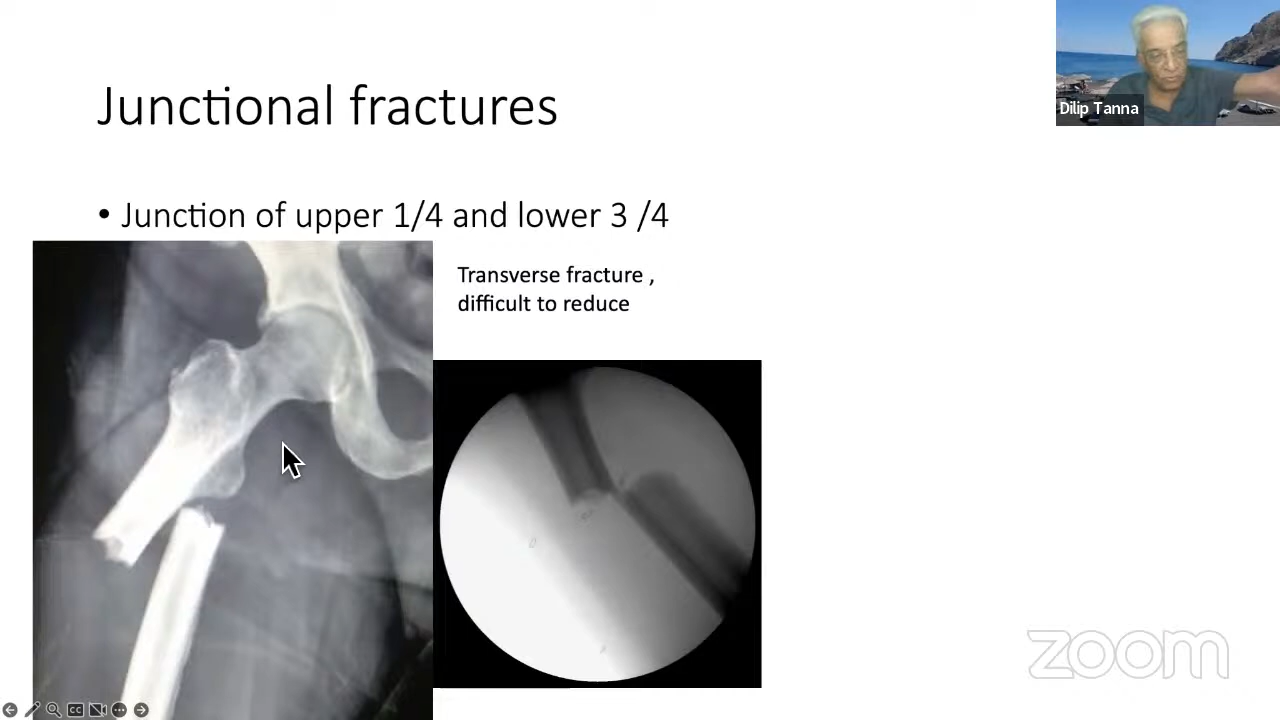 Dilip Tanna
Junctional fractures
• Junction of upper 1/4 and lower 3 /4
Transverse fracture ,
difficult to reduce
CC
zoom